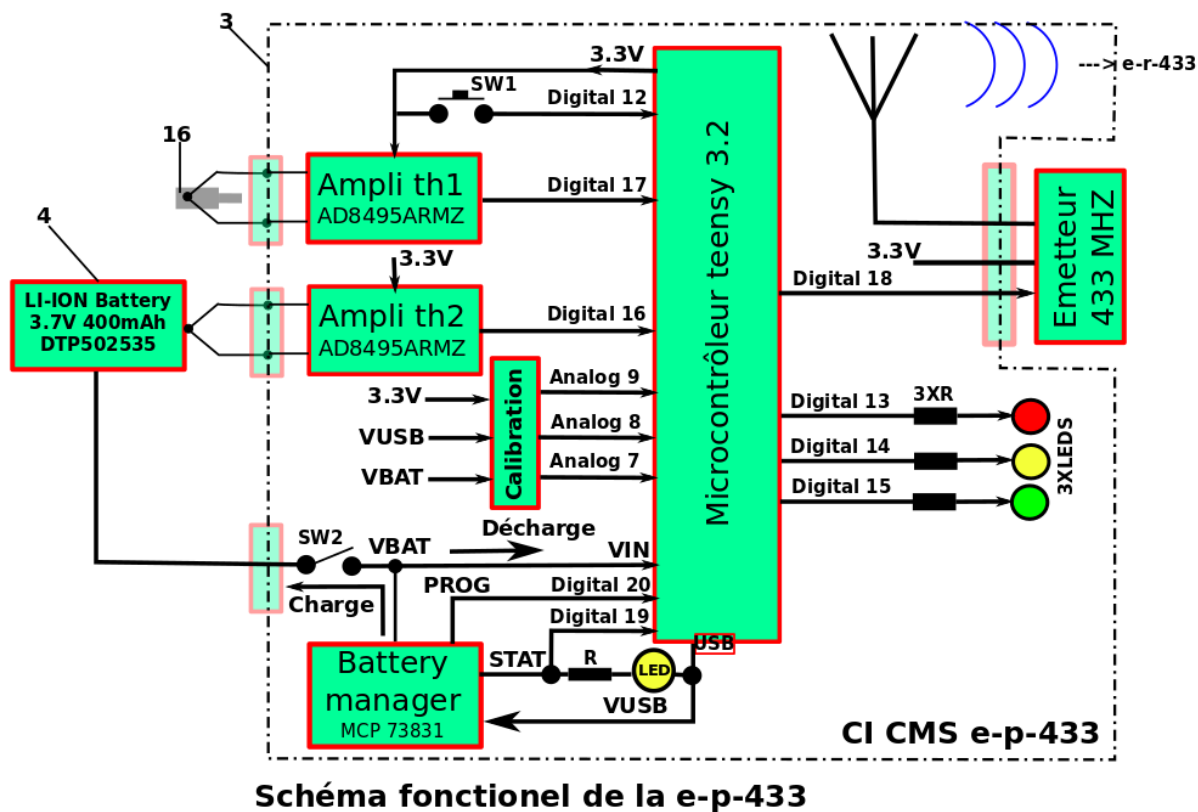 3
3.3V
SW1
Digital 12
---> e-r-433
16
Ampli th1
AD8495ARMZ
Digital 17
Microcontrôleur teensy 3.2
Emetteur
433 MHZ
3.3V
Digital 18
4
LI-ION Battery
3.7V 400mAh
DTP502535
3.3V
Ampli th2
AD8495ARMZ
Digital 16
Calibration
3.3V
Analog 9
VUSB
Analog 8
VBAT
Analog 7
Digital 13
3XR
Digital 14
Digital 15
3XLEDS
Décharge
SW2
VBAT
VIN
Charge
PROG
Digital 20
Digital 19
USB
Battery
manager
MCP 73831
STAT
R
LED
VUSB
CI CMS e-p-433
Schéma fonctionel de la e-p-433